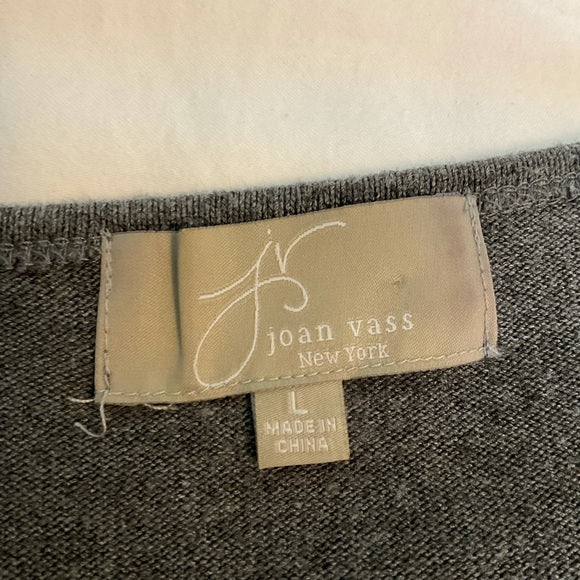 jv
joan vass
New York
L
MADE IN
CHINA